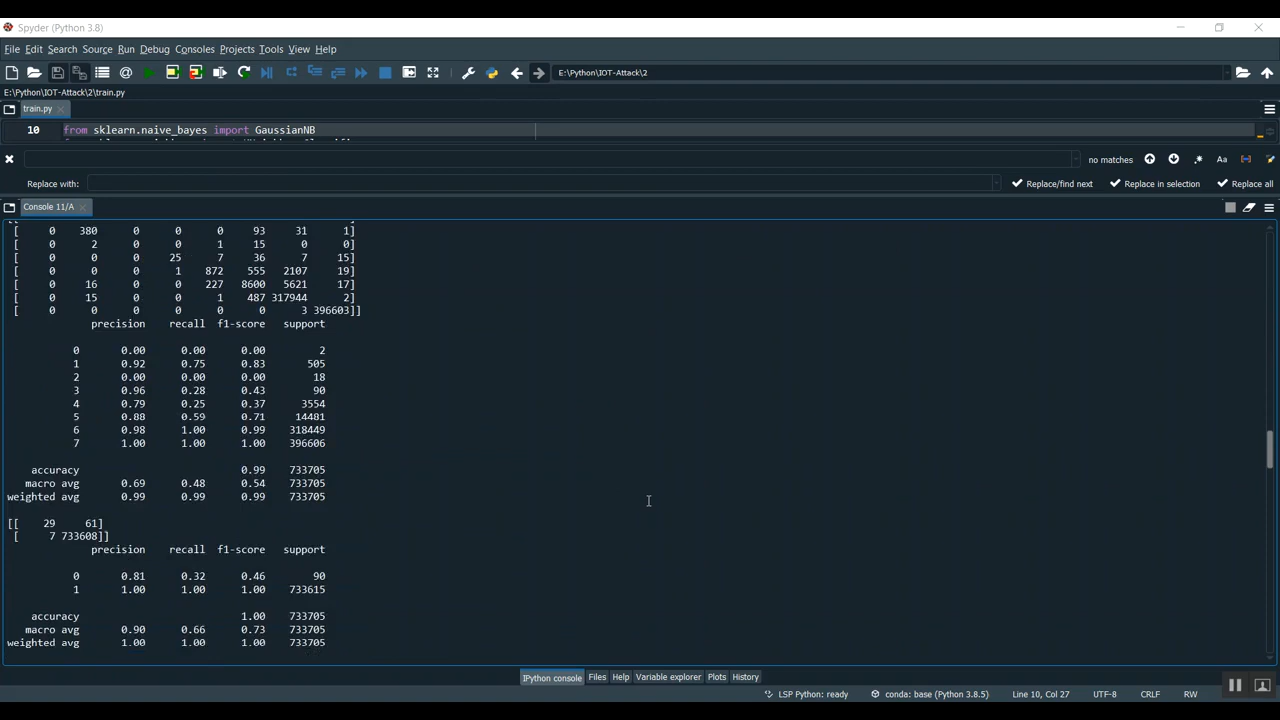 Spyder (Python 3.8)
File Edit Search Source Run Debug Consoles Projects Tools View Help
E:\Python\IOT-Attack\2
E:\Python\IOT-Attack\2\train.py
train.py
10 from sklearn.naive_bayes import GaussianNB
no matches
Replace with: Replace/find next Replace in selection Replace all
Console 11/A
[ 0 380 0 0 0 93 31 1]
[ 0 2 0 0 1 15 0 0]
[ 0 0 0 25 7 36 7 15]
[ 0 0 0 1 872 555 2107 19]
[ 0 16 0 0 227 8600 5621 17]
[ 0 15 0 0 1 487 317944 2]
[ 0 0 0 0 0 0 3 396603]]
precision recall f1-score support
0 0.00 0.00 0.00 2
1 0.92 0.75 0.83 505
2 0.00 0.00 0.00 18
3 0.96 0.28 0.43 90
4 0.79 0.25 0.37 3554
5 0.88 0.59 0.71 14481
6 0.98 1.00 0.99 318449
7 1.00 1.00 1.00 396606
accuracy 0.99 733705
macro avg 0.69 0.48 0.54 733705
weighted avg 0.99 0.99 0.99 733705
[[ 29 61]
[ 7 733608]]
precision recall f1-score support
0 0.81 0.32 0.46 90
1 1.00 1.00 1.00 733615
accuracy 1.00 733705
macro avg 0.90 0.66 0.73 733705
weighted avg 1.00 1.00 1.00 733705
IPython console Files Help Variable explorer Plots History
LSP Python: ready conda: base (Python 3.8.5) Line 10, Col 27 UTF-8 CRLF RW